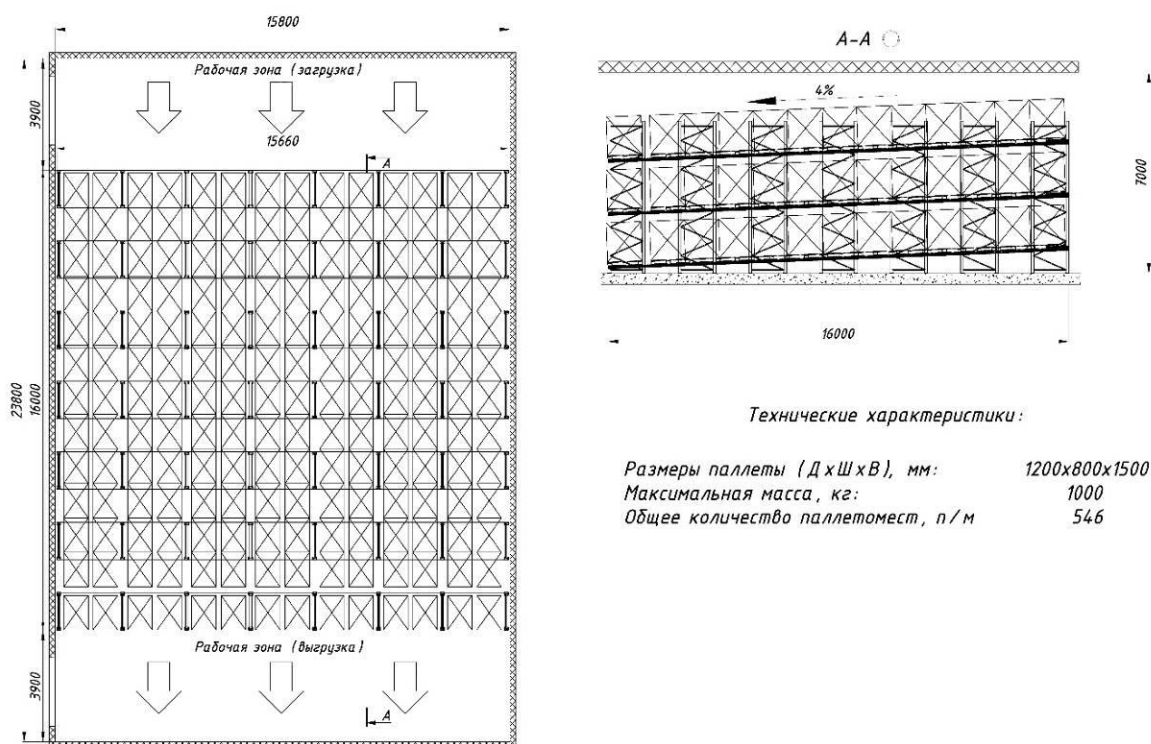 15800
Рабочая зона (загрузка)
3900
15660
А
23800
16000
Рабочая зона (выгрузка)
3900
А
А-А
4%
7000
16000
Технические характеристики:
Размеры паллеты (ДхШхВ), мм: 1200х800х1500
Максимальная масса, кг: 1000
Общее количество паллетомест, п/м 546